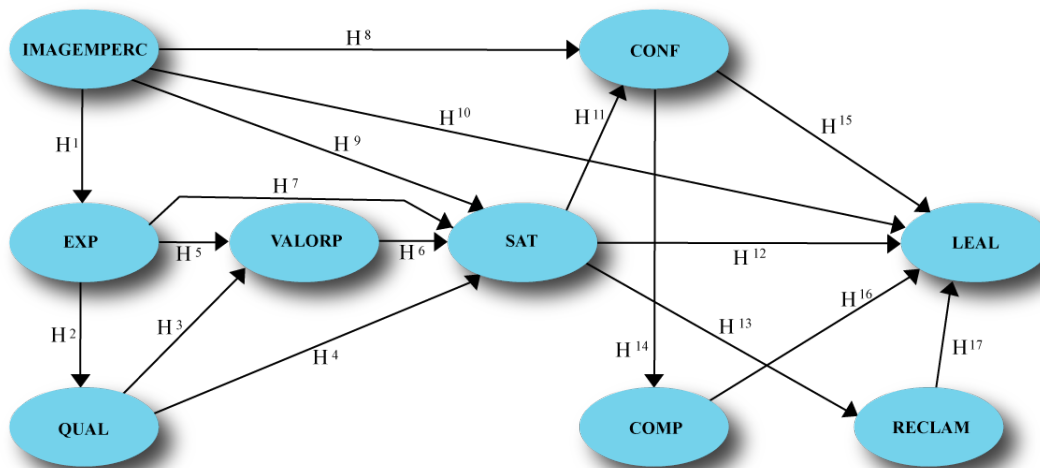 IMAGEMPERC
H8
CONF
H10
H11
H15
H1
H9
H7
EXP
H5
VALORP
H6
SAT
H12
LEAL
H2
H3
H4
H13
H16
H14
H17
QUAL
COMP
RECLAM